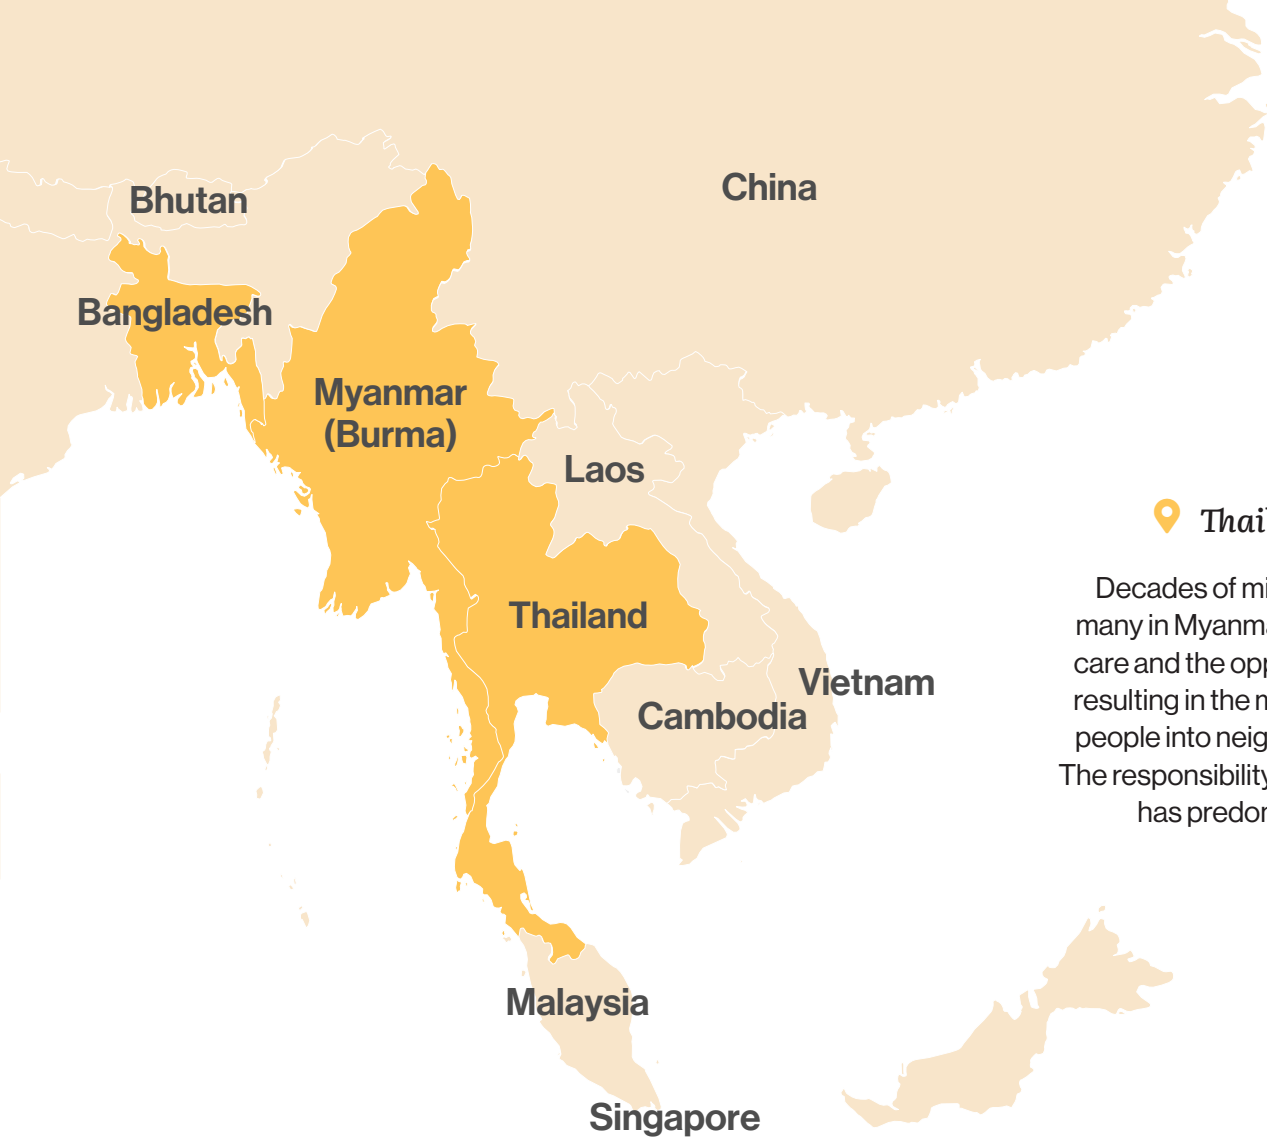 Bhutan
China
Bangladesh
Myanmar
(Burma)
Laos
Thailand
Vietnam
Cambodia
Malaysia
Singapore
Decades of
many in
care and the
resulting in the
people into
The responsibility
has